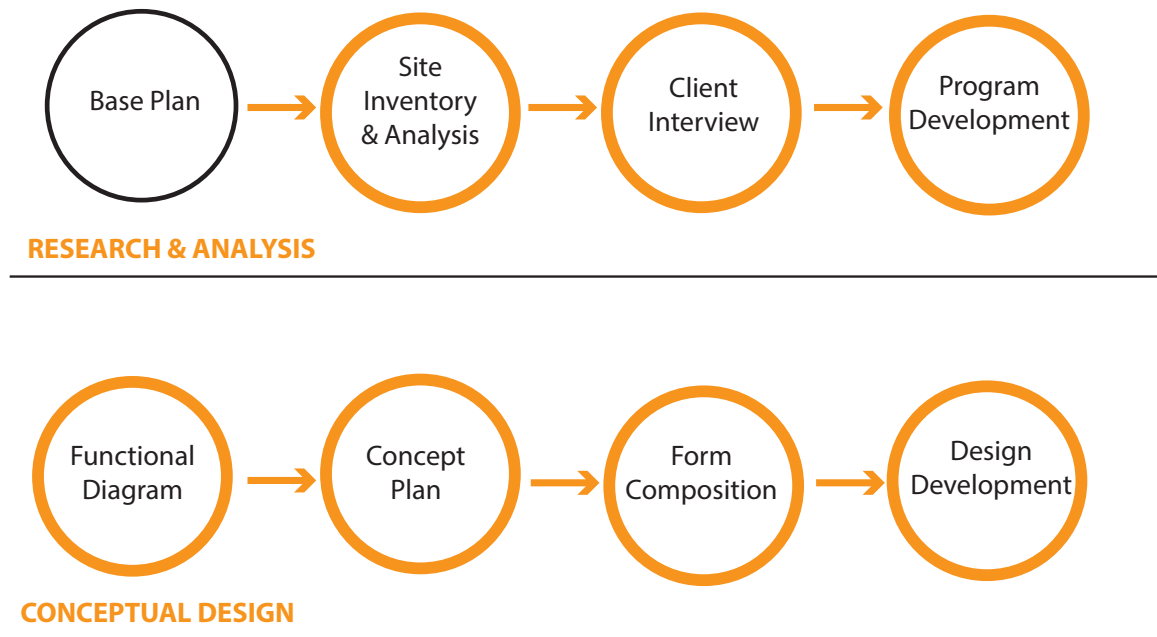 Base Plan
Site
Inventory
& Analysis
Client
Interview
Program
Development
RESEARCH & ANALYSIS
Functional
Diagram
Concept
Plan
Form
Composition
Design
Development
CONCEPTUAL DESIGN